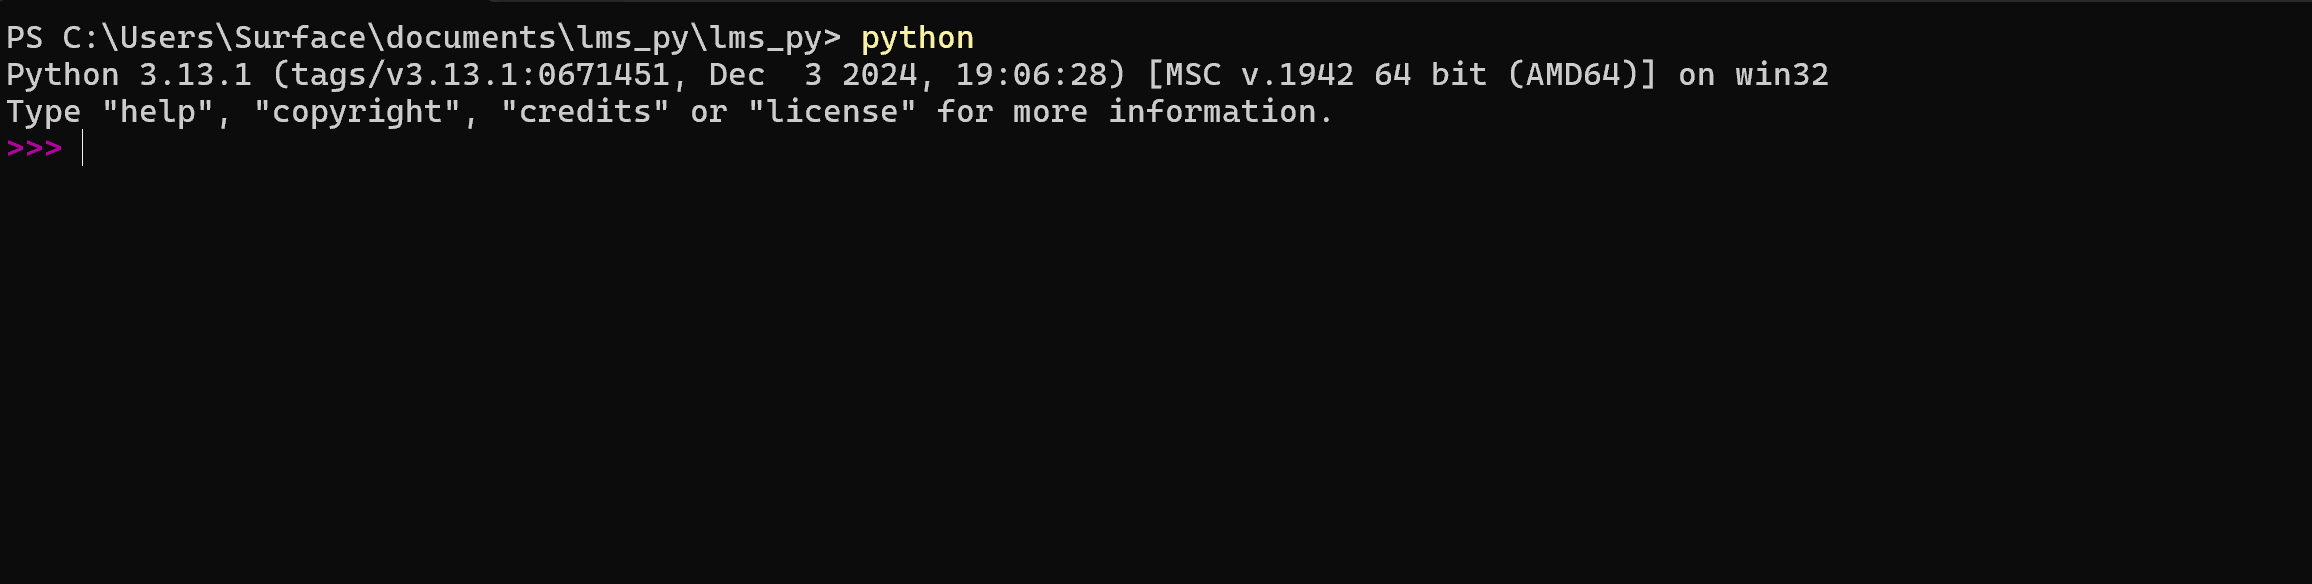 PS C:\Users\Surface\documents\lms_py\lms_py> python
Python 3.13.1 (tags/v3.13.1:0671451, Dec  3 2024, 19:06:28) [MSC v.1942 64 bit (AMD64)] on win32
Type "help", "copyright", "credits" or "license" for more information.
>>>